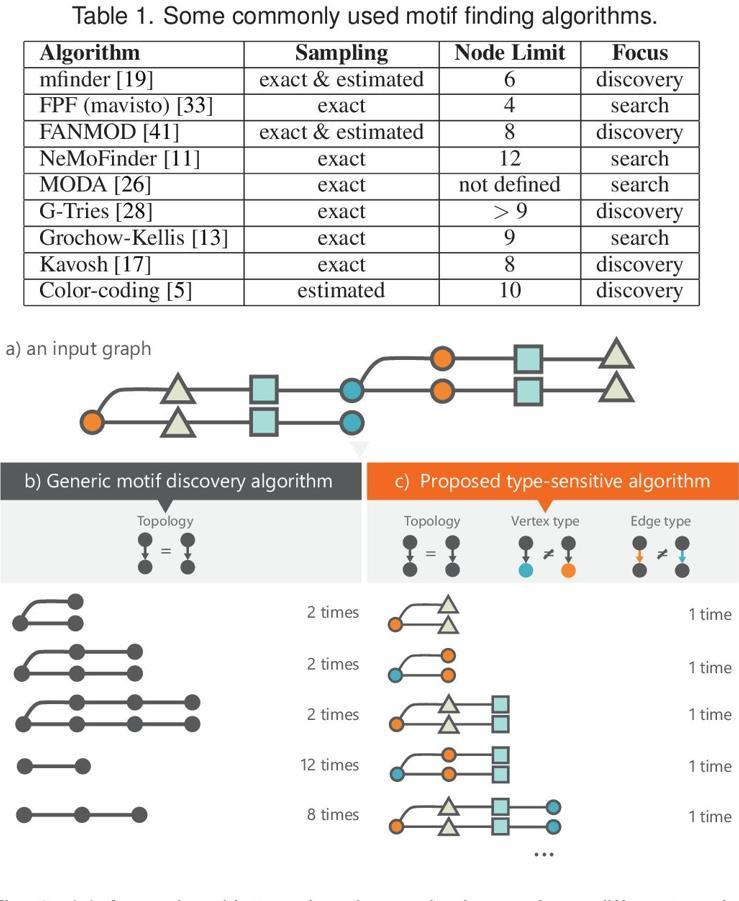 Table 1. Some commonly used motif finding algorithms.
Algorithm Sampling Node Limit Focus
mfinder [19] exact & estimated 6 discovery
FPF (mavisto) [33] exact 4 search
FANMOD [41] exact & estimated 8 discovery
NeMoFinder [11] exact 12 search
MODA [26] exact not defined search
G-Tries [28] exact > 9 discovery
Grochow-Kellis [13] exact 9 search
Kavosh [17] exact 8 discovery
Color-coding [5] estimated 10 discovery
a) an input graph
b) Generic motif discovery algorithm
Topology
=
2 times
2 times
2 times
12 times
8 times
c) Proposed type-sensitive algorithm
Topology Vertex type Edge type
= ≠ ≠
1 time
1 time
1 time
1 time
1 time
...